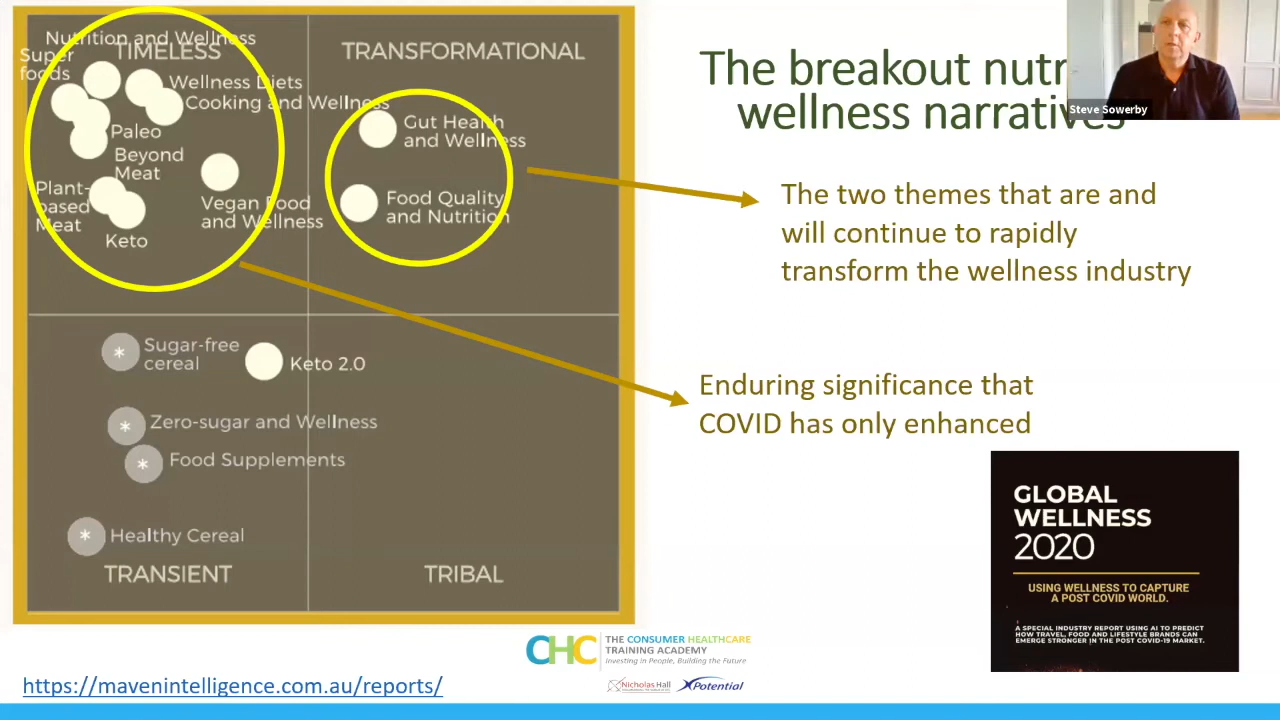 Nutrition and Wellness
TIMELESS
Super
foods
Wellness Diets
Cooking and Wellness
Paleo
Beyond
Meat
Plant-
based
Meat
Vegan Food
and Wellness
Keto
TRANSFORMATIONAL
Gut Health
and Wellness
Food Quality
and Nutrition
* Sugar-free
cereal
Keto 2.0
* Zero-sugar and Wellness
* Food Supplements
* Healthy Cereal
TRANSIENT
TRIBAL
The breakout
wellness narratives
Steve Sowerby
The two themes that are and
will continue to rapidly
transform the wellness industry
Enduring significance that
COVID has only enhanced
GLOBAL
WELLNESS
2020
USING WELLNESS TO CAPTURE
A POST COVID WORLD.
A SPECIAL INDUSTRY REPORT USING AI TO PREDICT
HOW TRAVEL, FOOD AND LIFESTYLE BRANDS CAN
EMERGE STRONGER IN THE POST COVID-19 MARKET.
CHC THE CONSUMER HEALTHCARE
TRAINING ACADEMY
Investing in People, Building the Future
Nicholas Hall
XPotential
https://mavenintelligence.com.au/reports/